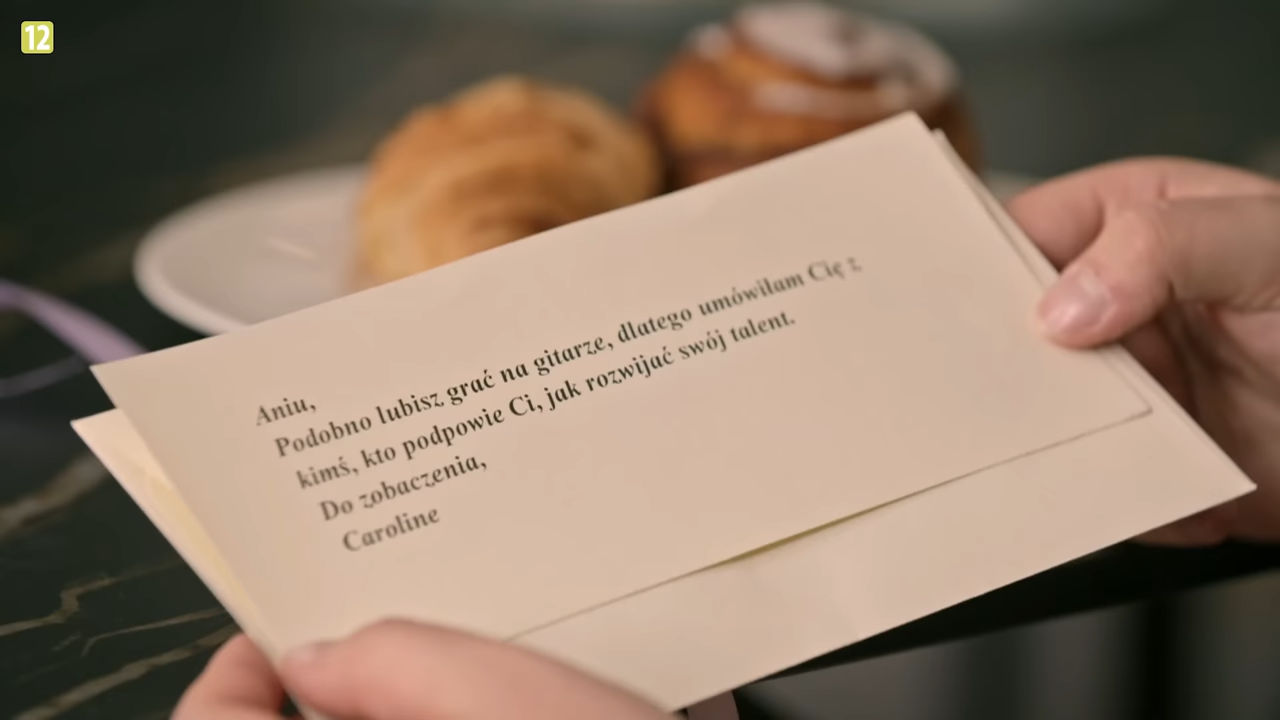 12
Aniu,
Podobno lubisz grać na gitarze, dlatego umówiłam Cię z
kimś, kto podpowie Ci, jak rozwijać swój talent.
Do zobaczenia,
Caroline